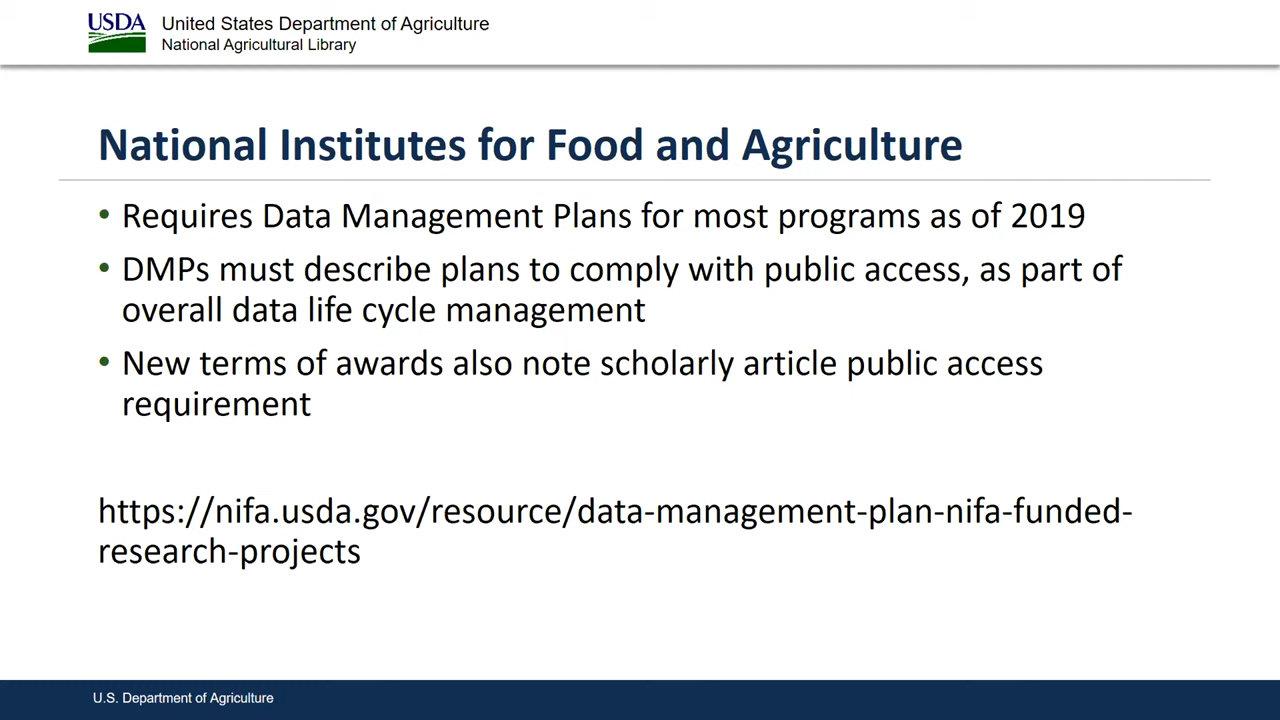 USDA
United States Department of Agriculture
National Agricultural Library
National Institutes for Food and Agriculture
• Requires Data Management Plans for most programs as of 2019
• DMPs must describe plans to comply with public access, as part of
overall data life cycle management
• New terms of awards also note scholarly article public access
requirement
https://nifa.usda.gov/resource/data-management-plan-nifa-funded-
research-projects
U.S. Department of Agriculture